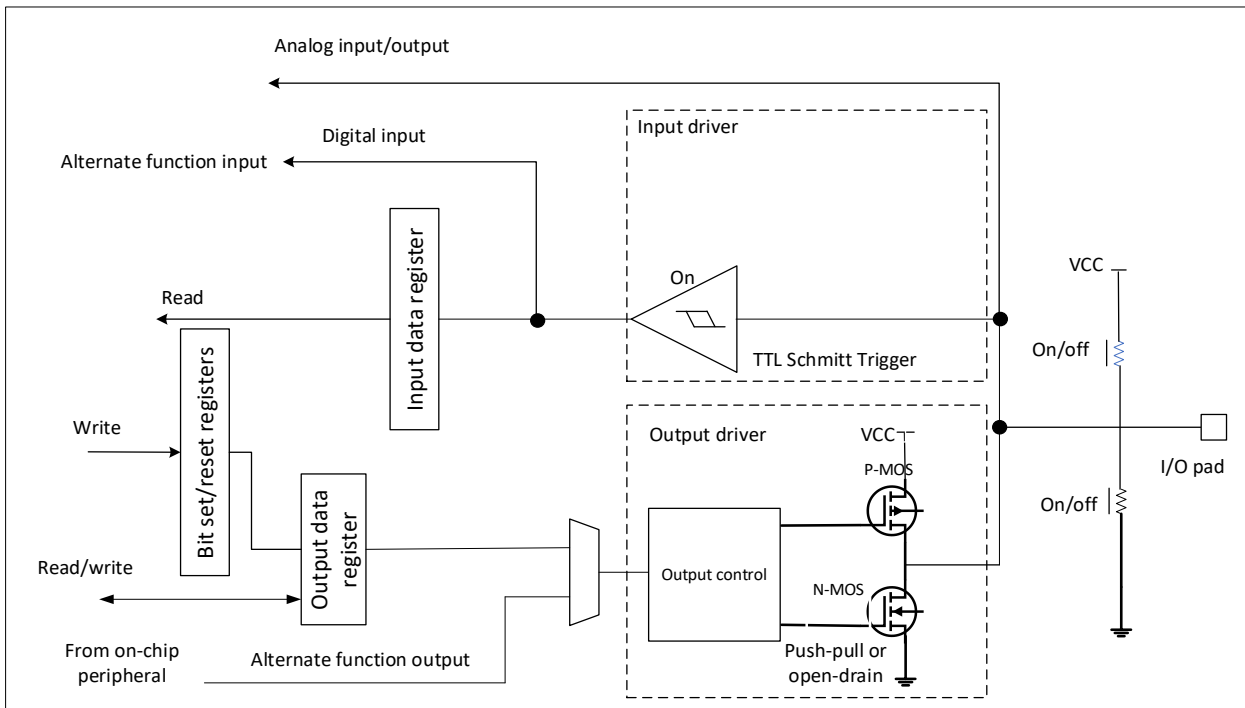 Analog input/output
Input driver
Digital input
Alternate function input
On
TTL Schmitt Trigger
Input data register
Read
VCC
On/off
Bit set/reset registers
Write
Output driver
VCC
P-MOS
I/O pad
On/off
Output data
register
Read/write
Output control
N-MOS
Push-pull or
open-drain
From on-chip
peripheral
Alternate function output